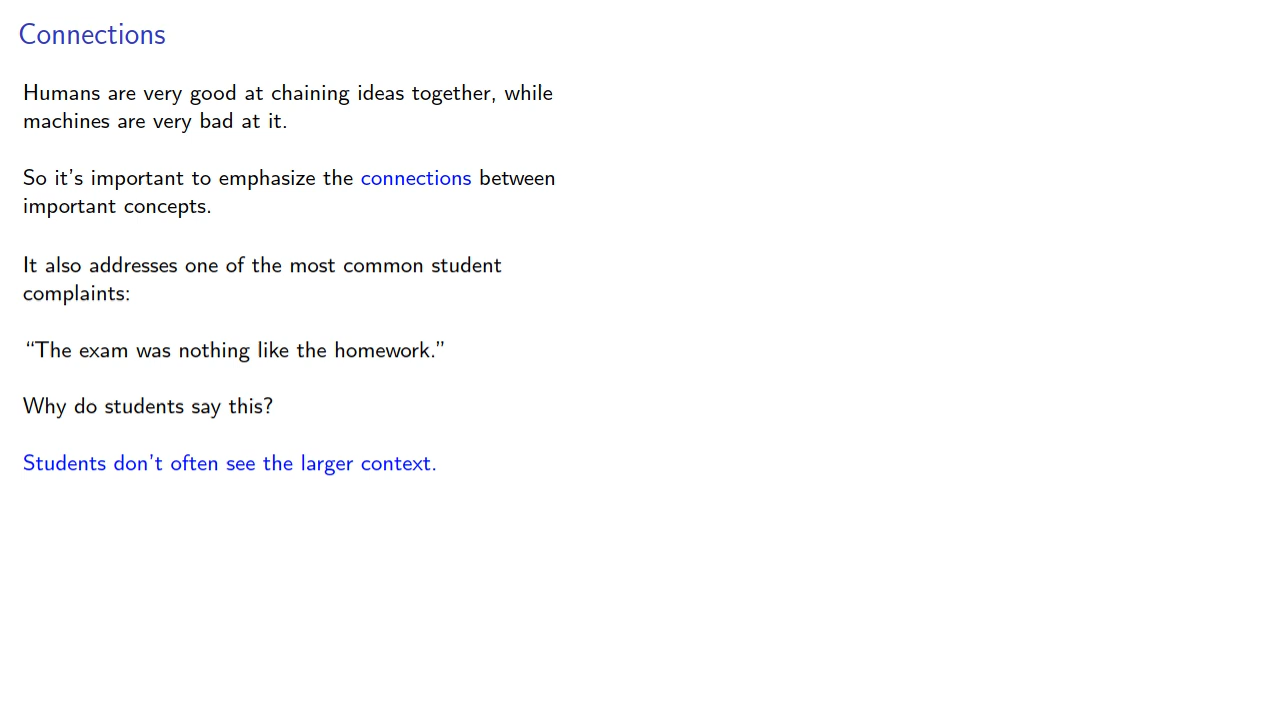 Connections
Humans are very good at chaining ideas together, while
machines are very bad at it.
So it's important to emphasize the connections between
important concepts.
It also addresses one of the most common student
complaints:
“The exam was nothing like the homework.”
Why do students say this?
Students don't often see the larger context.